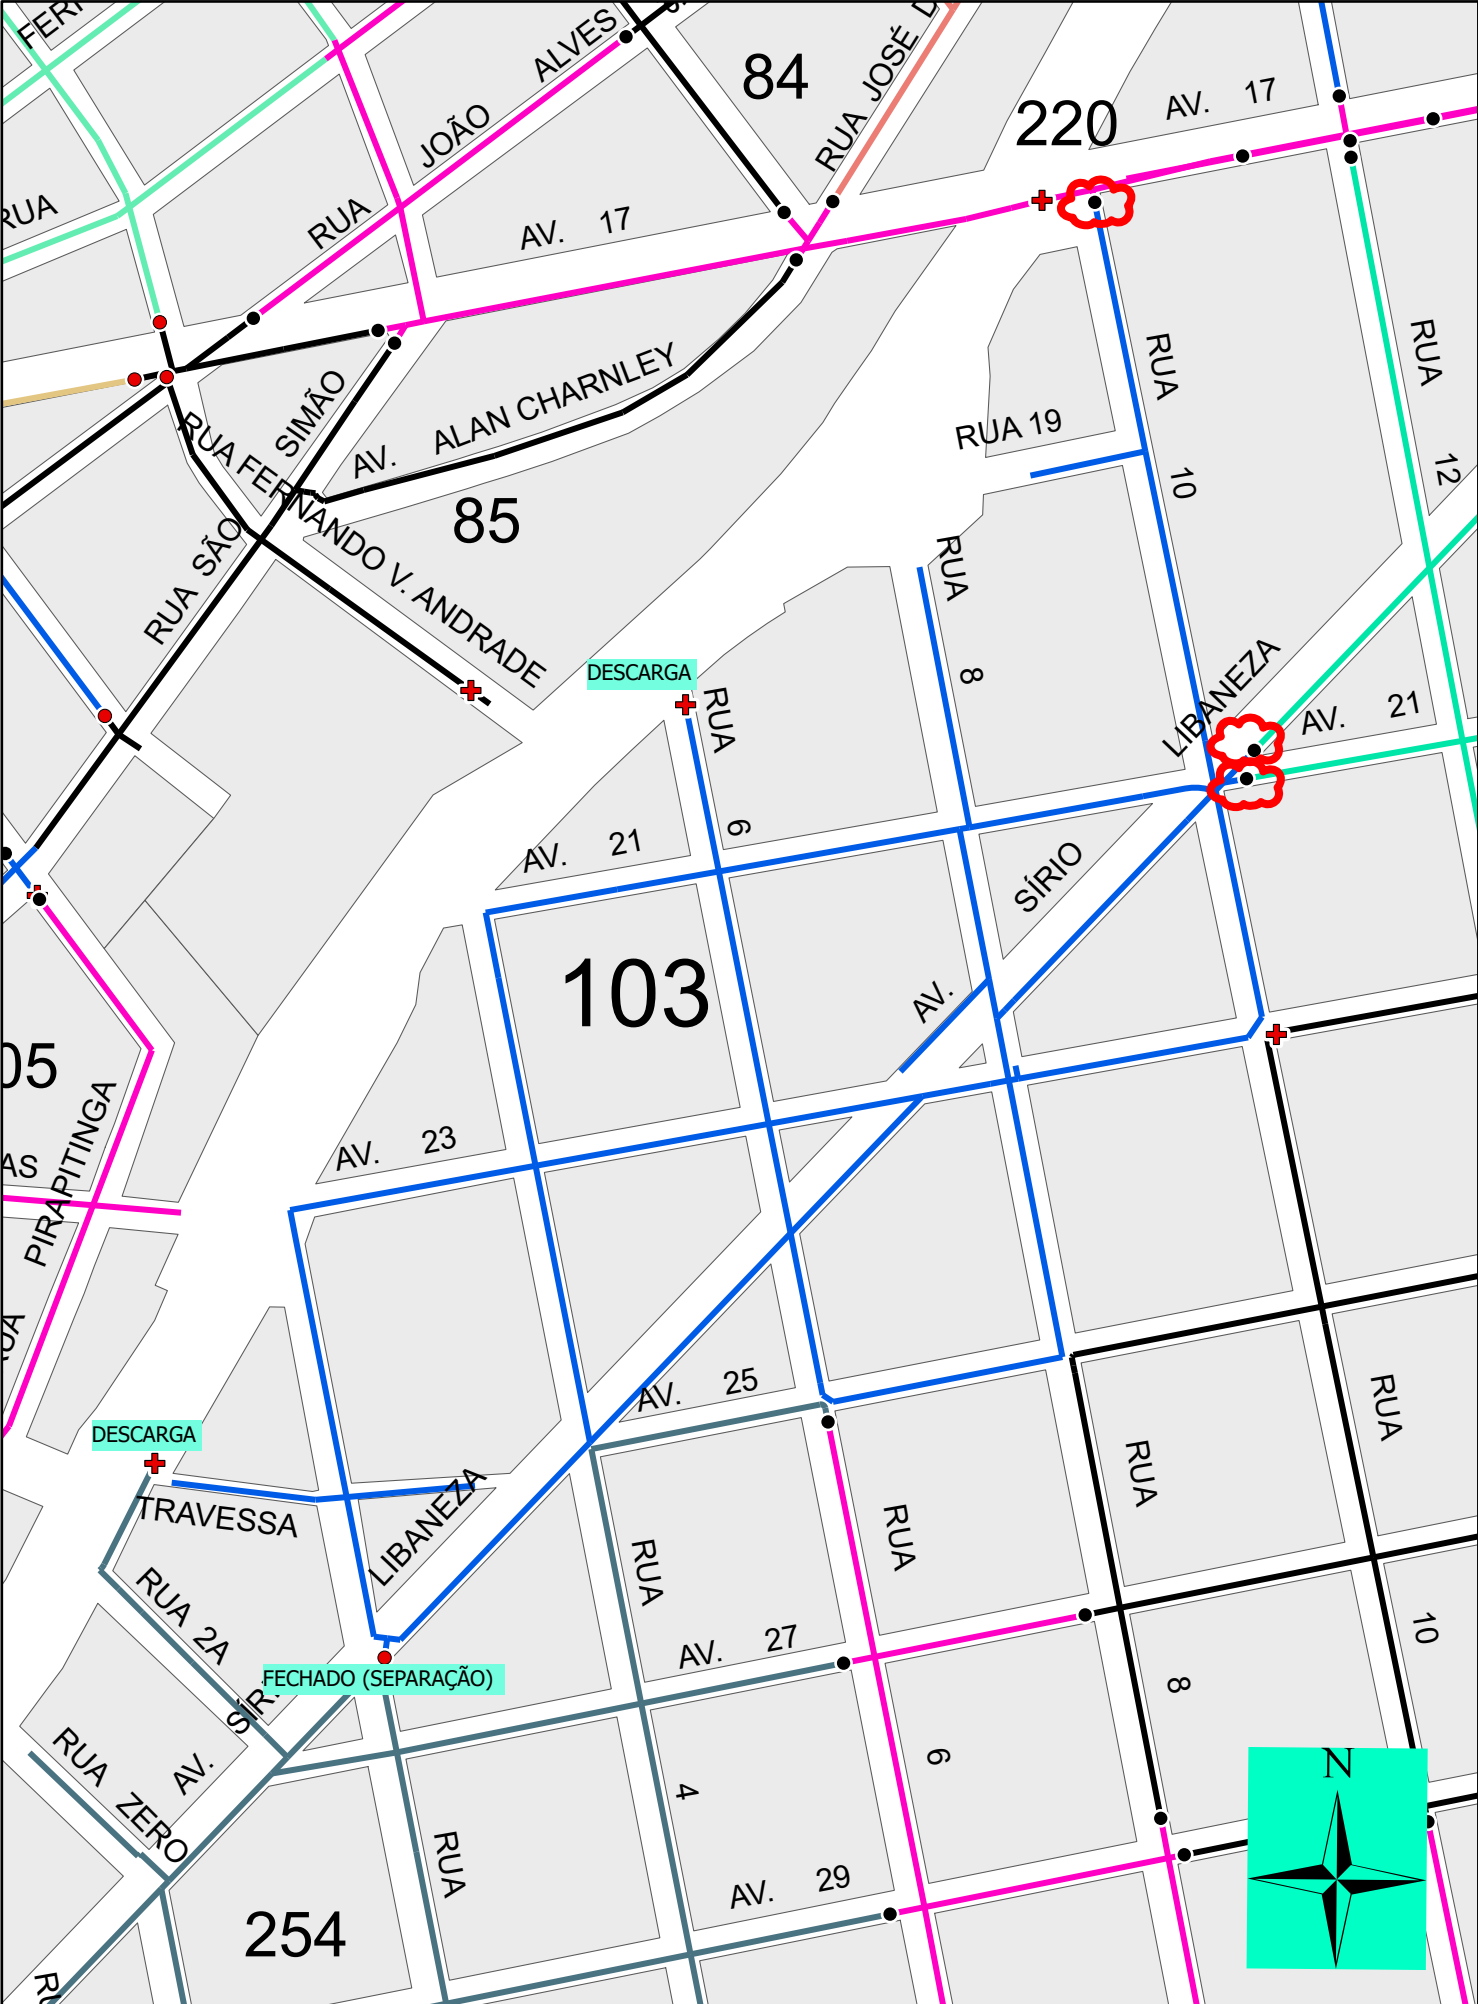 84
220
AV. 17
RUA JOSÉ
ALVES
JOÃO
RUA
RUA
AV. 17
RUA
RUA
SIMÃO
AV. ALAN CHARNLEY
RUA 19
12
10
RUA FERNANDO V. ANDRADE
85
RUA SÃO
RUA
8
DESCARGA
RUA
LIBANEZA
AV. 21
6
AV. 21
SÍRIO
103
AV.
05
PIRAPITINGA
AV. 23
AS
AV. 25
RUA
DESCARGA
RUA
LIBANEZA
TRAVESSA
RUA
RUA
RUA 2A
AV. 27
10
FECHADO (SEPARAÇÃO)
8
RUA ZERO
AV.
6
4
N
RUA
AV. 29
254